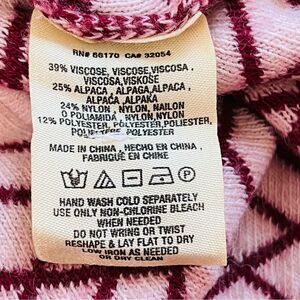 RN# 66170 CA# 32054
39% VISCOSE, VISCOSE, VISCOSA,
VISKOSE
25% ALPACA, ALPAGA, ALPACA,
ALPACA, ALPAKA
24% NYLON, NYLON, NAILON
O POLIAMIDA, NYLON, NYLON
12% POLYESTER, POLYESTER, POLIESTER,
POLIESTERE, POLYESTER
MADE IN CHINA, HECHO EN CHINA,
FABRIQUÉ EN CHINE
P
HAND WASH COLD SEPARATELY
USE ONLY NON-CHLORINE BLEACH
WHEN NEEDED
DO NOT WRING OR TWIST
RESHAPE & LAY FLAT TO DRY
LOW IRON AS NEEDED
OR DRY CLEAN